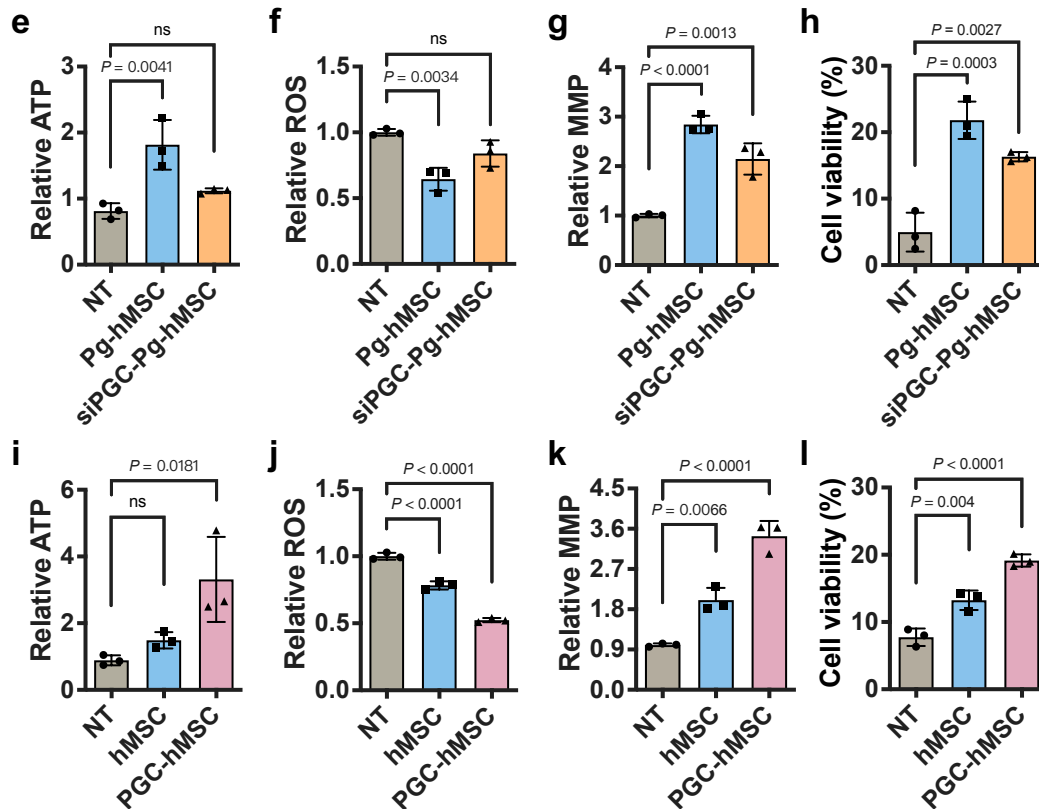 e
ns
P = 0.0041
Relative ATP
3
2
1
0
NT
Pg-hMSC
siPGC-Pg-hMSC
f
ns
P = 0.0034
Relative ROS
1.5
1.0
0.5
0.0
NT
Pg-hMSC
siPGC-Pg-hMSC
g
P = 0.0013
P < 0.0001
Relative MMP
4
3
2
1
0
NT
Pg-hMSC
siPGC-Pg-hMSC
h
P = 0.0027
P = 0.0003
Cell viability (%)
30
20
10
0
NT
Pg-hMSC
siPGC-Pg-hMSC
i
P = 0.0181
ns
Relative ATP
6
4
2
0
NT
hMSC
PGC-hMSC
j
P < 0.0001
P < 0.0001
Relative ROS
1.5
1.0
0.5
0.0
NT
hMSC
PGC-hMSC
k
P < 0.0001
P = 0.0066
Relative MMP
4.5
3.6
2.7
1.8
0.9
0.0
NT
hMSC
PGC-hMSC
l
P < 0.0001
P = 0.004
Cell viability (%)
30
20
10
0
NT
hMSC
PGC-hMSC